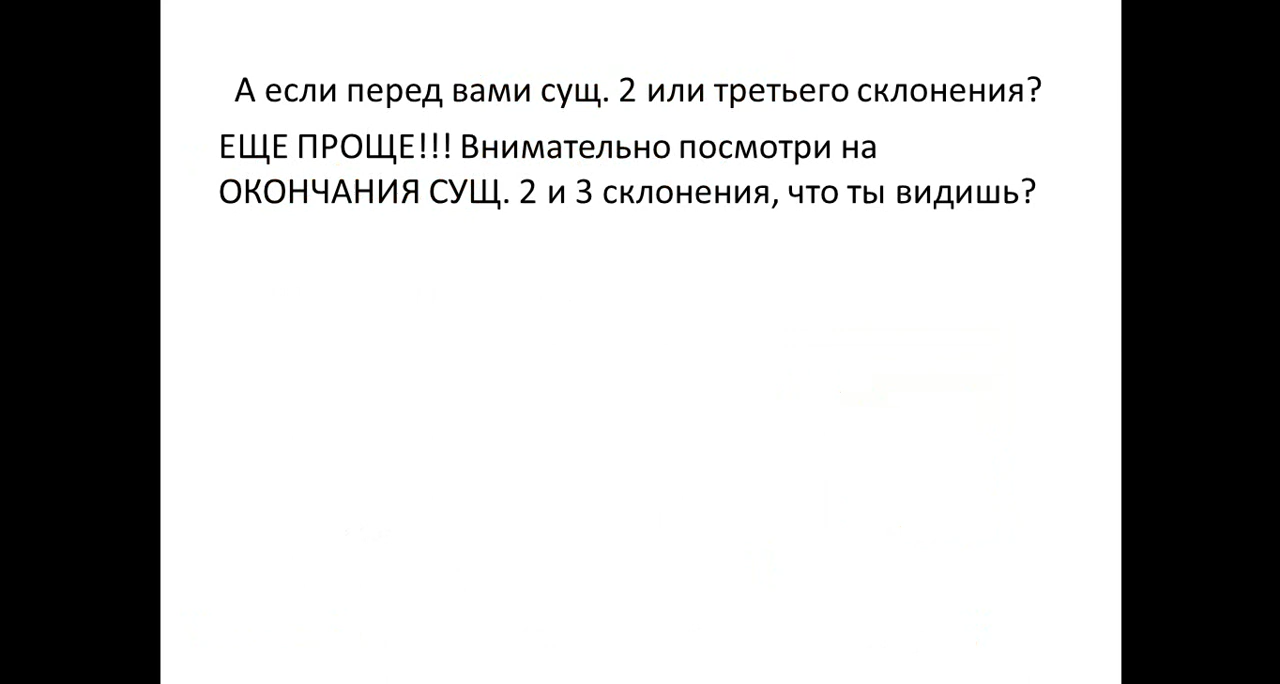 А если перед вами сущ. 2 или третьего склонения?
ЕЩЕ ПРОЩЕ!!! Внимательно посмотри на
ОКОНЧАНИЯ СУЩ. 2 и 3 склонения, что ты видишь?